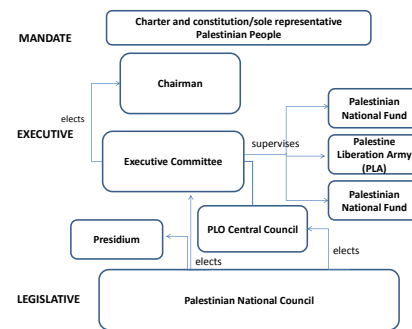 Charter and constitution/sole representative
Palestinian People
MANDATE
Chairman
elects
Palestinian
National Fund
EXECUTIVE
supervises
Palestine
Liberation Army
(PLA)
Executive Committee
Palestinian
National Fund
PLO Central Council
Presidium
elects
elects
LEGISLATIVE
Palestinian National Council